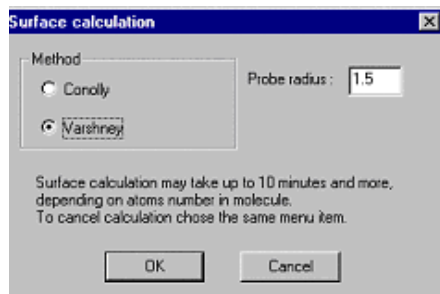 Surface calculation
Method
Conolly
Varshney
Probe radius : 1.5
Surface calculation may take up to 10 minutes and more,
depending on atoms number in molecule.
To cancel calculation chose the same menu item.
OK Cancel